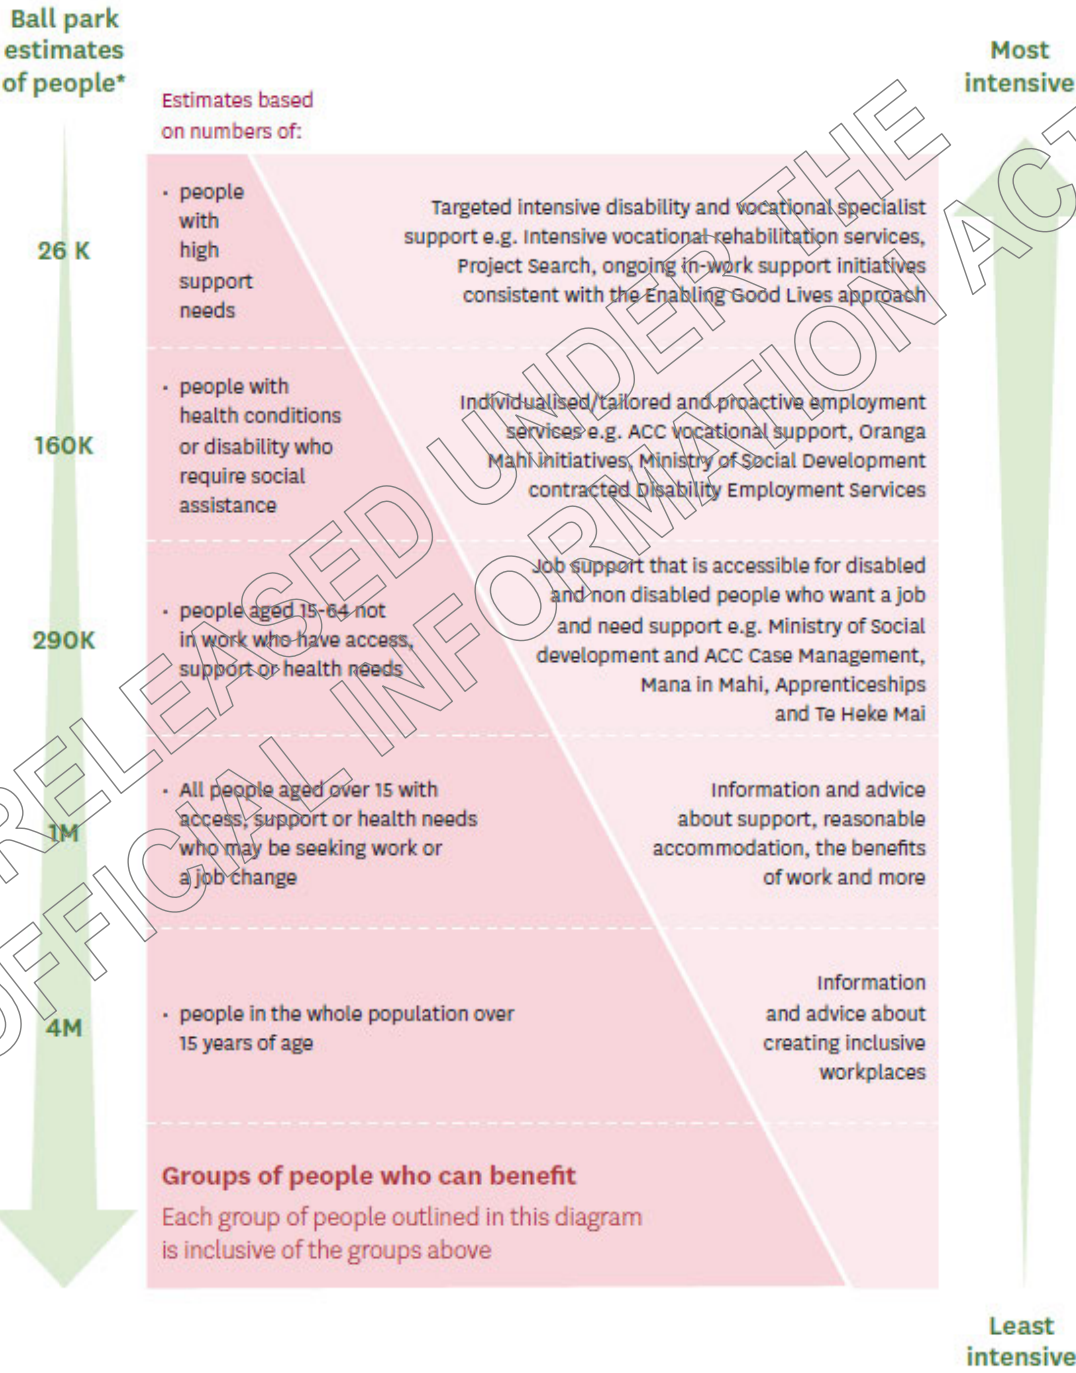 Ball park
estimates
of people*
Most
intensive
Estimates based
on numbers of:
26 K
· people
with
high
support
needs
Targeted intensive disability and vocational specialist
support e.g. Intensive vocational rehabilitation services,
Project Search, ongoing in-work support initiatives
consistent with the Enabling Good Lives approach
160K
· people with
health conditions
or disability who
require social
assistance
Individualised/tailored and proactive employment
services e.g. ACC vocational support, Oranga
Mahi initiatives, Ministry of Social Development
contracted Disability Employment Services
290K
· people aged 15-64 not
in work who have access,
support or health needs
Job support that is accessible for disabled
and non disabled people who want a job
and need support e.g. Ministry of Social
development and ACC Case Management,
Mana in Mahi, Apprenticeships
and Te Heke Mai
1M
· All people aged over 15 with
access, support or health needs
who may be seeking work or
a job change
Information and advice
about support, reasonable
accommodation, the benefits
of work and more
4M
· people in the whole population over
15 years of age
Information
and advice about
creating inclusive
workplaces
Groups of people who can benefit
Each group of people outlined in this diagram
is inclusive of the groups above
Least
intensive
RELEASED UNDER THE
OFFICIAL INFORMATION ACT